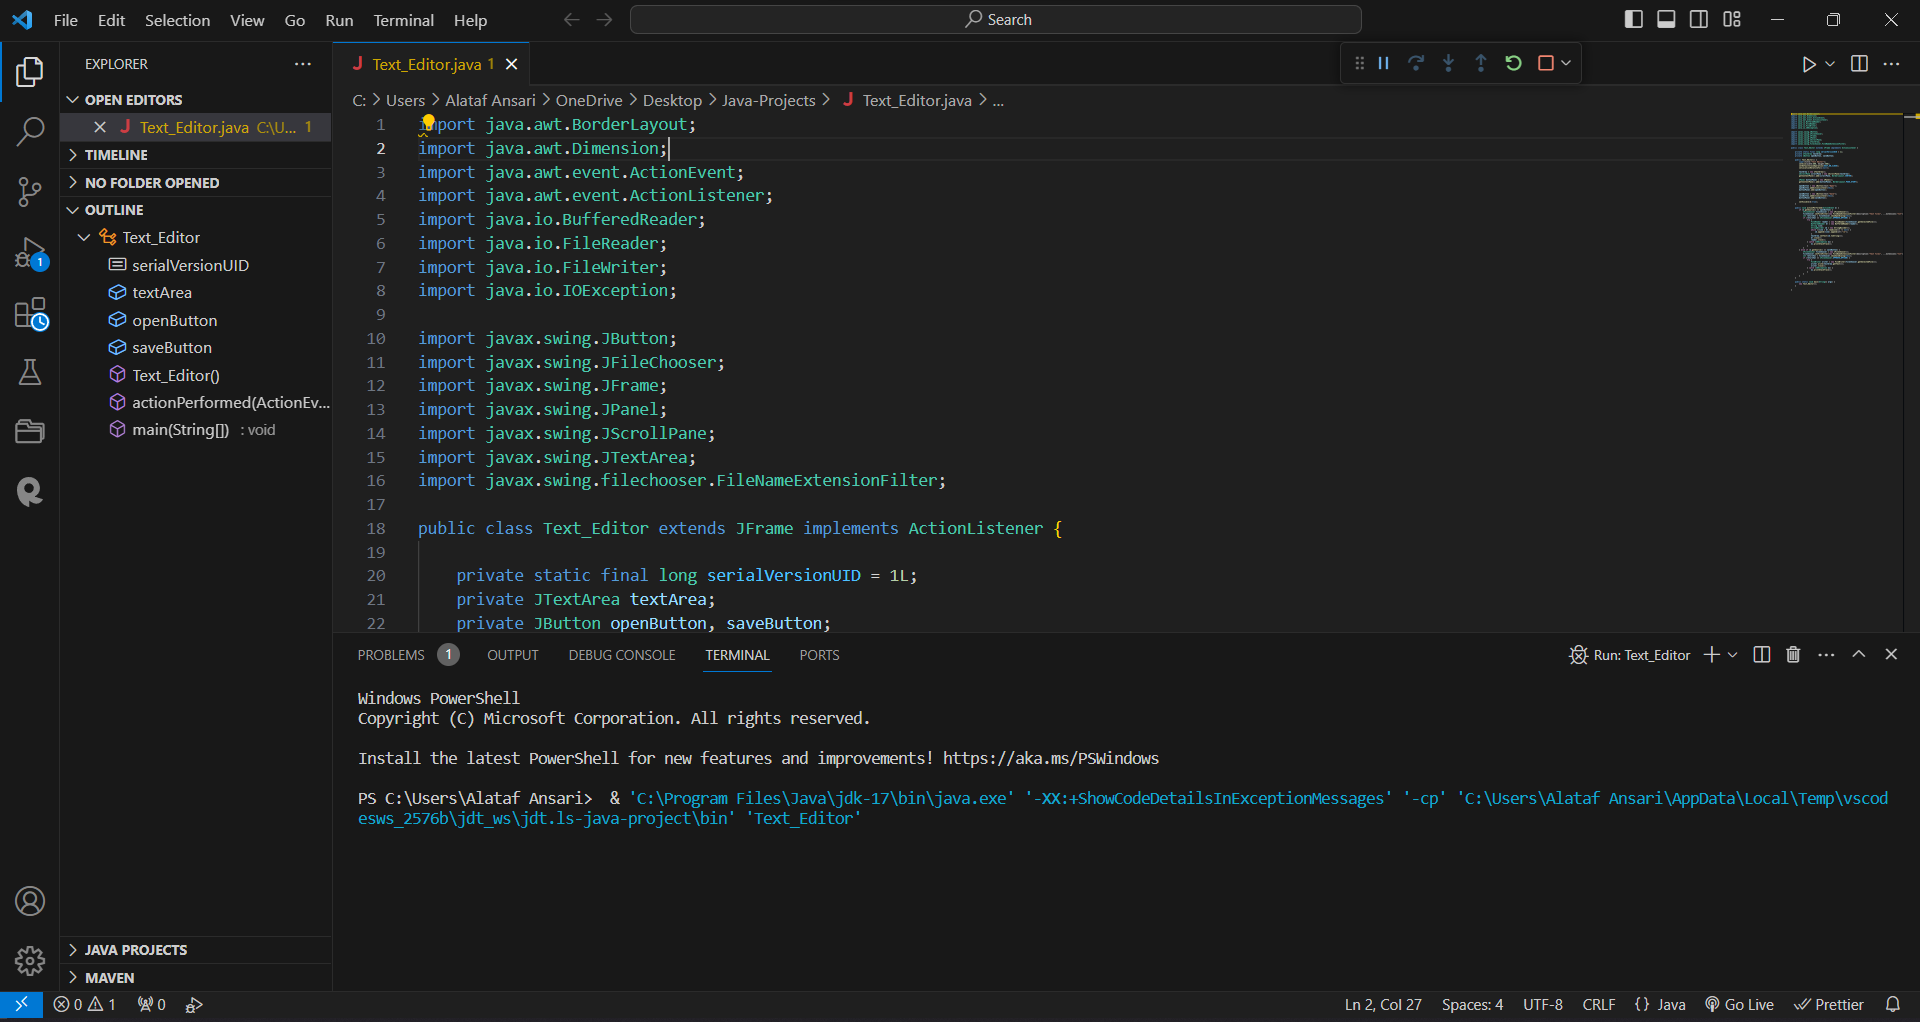 File Edit Selection View Go Run Terminal Help
Search
EXPLORER
OPEN EDITORS
Text_Editor.java C:\U... 1
TIMELINE
NO FOLDER OPENED
OUTLINE
Text_Editor
serialVersionUID
textArea
openButton
saveButton
Text_Editor()
actionPerformed(ActionEv...
main(String[]) : void
JAVA PROJECTS
MAVEN
1
Text_Editor.java 1
C: > Users > Alataf Ansari > OneDrive > Desktop > Java-Projects > Text_Editor.java > ...
1 import java.awt.BorderLayout;
2 import java.awt.Dimension;
3 import java.awt.event.ActionEvent;
4 import java.awt.event.ActionListener;
5 import java.io.BufferedReader;
6 import java.io.FileReader;
7 import java.io.FileWriter;
8 import java.io.IOException;
9
10 import javax.swing.JButton;
11 import javax.swing.JFileChooser;
12 import javax.swing.JFrame;
13 import javax.swing.JPanel;
14 import javax.swing.JScrollPane;
15 import javax.swing.JTextArea;
16 import javax.swing.filechooser.FileNameExtensionFilter;
17
18 public class Text_Editor extends JFrame implements ActionListener {
19
20 private static final long serialVersionUID = 1L;
21 private JTextArea textArea;
22 private JButton openButton, saveButton;
PROBLEMS 1 OUTPUT DEBUG CONSOLE TERMINAL PORTS
Run: Text_Editor
Windows PowerShell
Copyright (C) Microsoft Corporation. All rights reserved.
Install the latest PowerShell for new features and improvements! https://aka.ms/PSWindows
PS C:\Users\Alataf Ansari> & 'C:\Program Files\Java\jdk-17\bin\java.exe' '-XX:+ShowCodeDetailsInExceptionMessages' '-cp' 'C:\Users\Alataf Ansari\AppData\Local\Temp\vscod
esws_2576b\jdt_ws\jdt.ls-java-project\bin' 'Text_Editor'
0 1 0
Ln 2, Col 27 Spaces: 4 UTF-8 CRLF {} Java Go Live Prettier